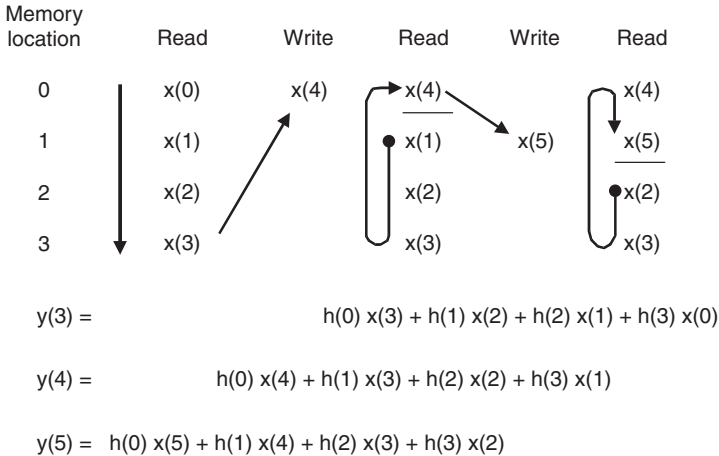 Memory
location Read Write Read Write Read
0 x(0) x(4) x(4) x(4)
1 x(1) x(1) x(5) x(5)
2 x(2) x(2) x(2)
3 x(3) x(3) x(3)
y(3) = h(0) x(3) + h(1) x(2) + h(2) x(1) + h(3) x(0)
y(4) = h(0) x(4) + h(1) x(3) + h(2) x(2) + h(3) x(1)
y(5) = h(0) x(5) + h(1) x(4) + h(2) x(3) + h(3) x(2)